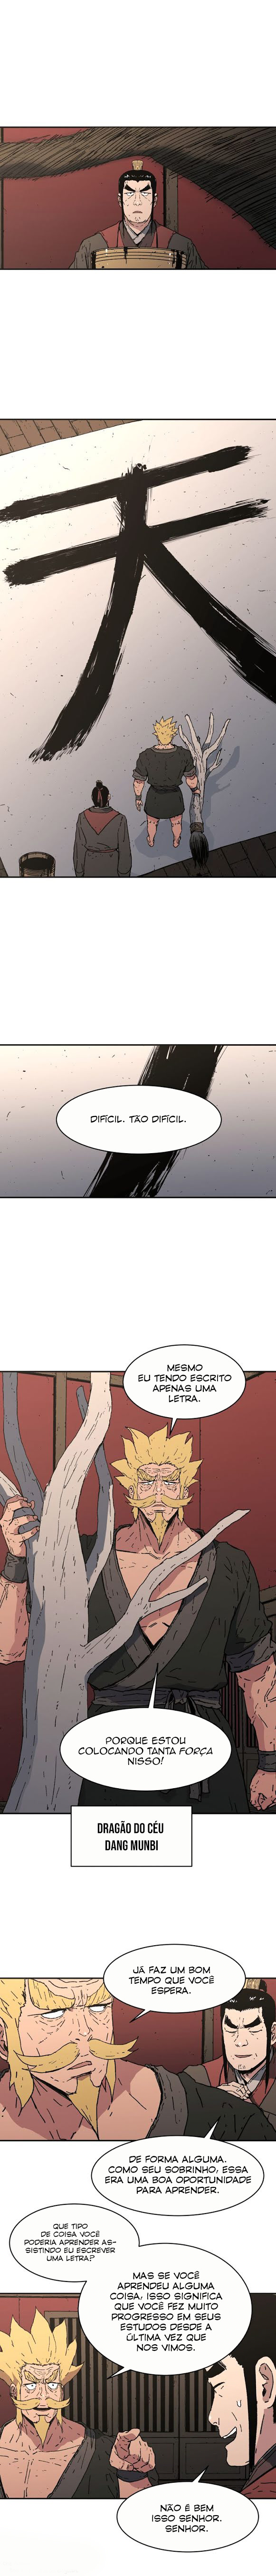 天
DIFÍCIL. TÃO DIFÍCIL.
MESMO
EU TENDO ESCRITO
APENAS UMA
LETRA.
PORQUE ESTOU
COLOCANDO TANTA FORÇA
NISSO!
DRAGÃO DO CÉU
DANG MUNBI
JÁ FAZ UM BOM
TEMPO QUE VOCÊ
ESPERA.
DE FORMA ALGUMA.
COMO SEU SOBRINHO, ESSA
ERA UMA BOA OPORTUNIDADE
PARA APRENDER.
QUE TIPO
DE COISA VOCÊ
PODERIA APRENDER AS-
SISTINDO EU ESCREVER
UMA LETRA?
MAS SE VOCÊ
APRENDEU ALGUMA
COISA, ISSO SIGNIFICA
QUE VOCÊ FEZ MUITO
PROGRESSO EM SEUS
ESTUDOS DESDE A
ÚLTIMA VEZ QUE
NOS VIMOS.
NÃO É BEM
ISSO SENHOR.
SENHOR.